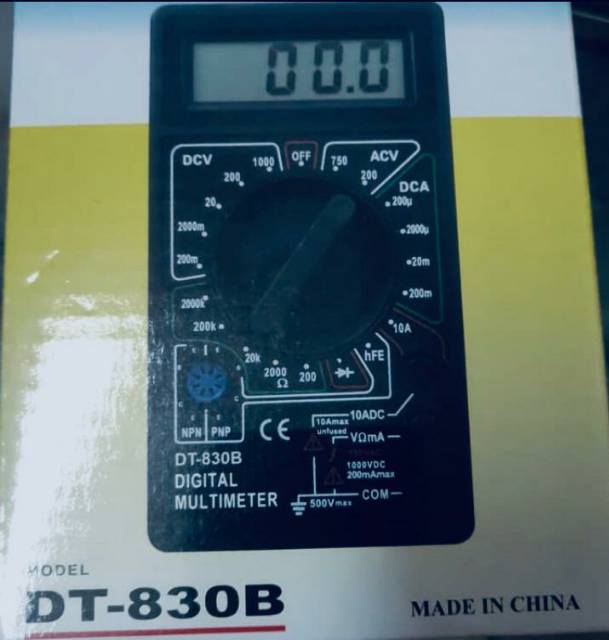 00.0
DCV 1000 OFF 750 ACV
200 200 DCA
20 200µ
2000m 2000µ
200m 20m
2000k 200m
200k 10A
20k 2000 Ω 200 hFE
NPN PNP
CE
10ADC
10Amax
unfused
VΩmA
DT-830B
DIGITAL
MULTIMETER
1000VDC
200mAmax
COM
500Vmax
MODEL
DT-830B
MADE IN CHINA